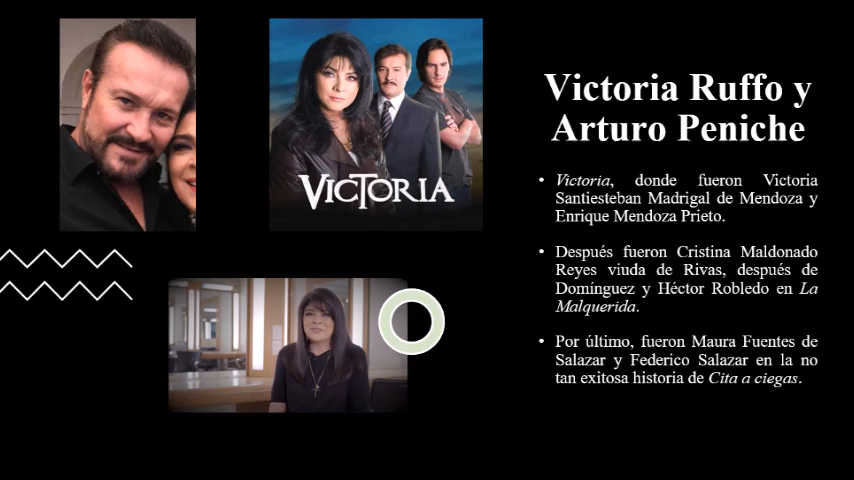 VICTORIA
Victoria Ruffo y
Arturo Peniche
• Victoria, donde fueron Victoria
Santiesteban Madrigal de Mendoza y
Enrique Mendoza Prieto.
• Después fueron Cristina Maldonado
Reyes viuda de Rivas, después de
Domínguez y Héctor Robledo en La
Malquerida.
• Por último, fueron Maura Fuentes de
Salazar y Federico Salazar en la no
tan exitosa historia de Cita a ciegas.